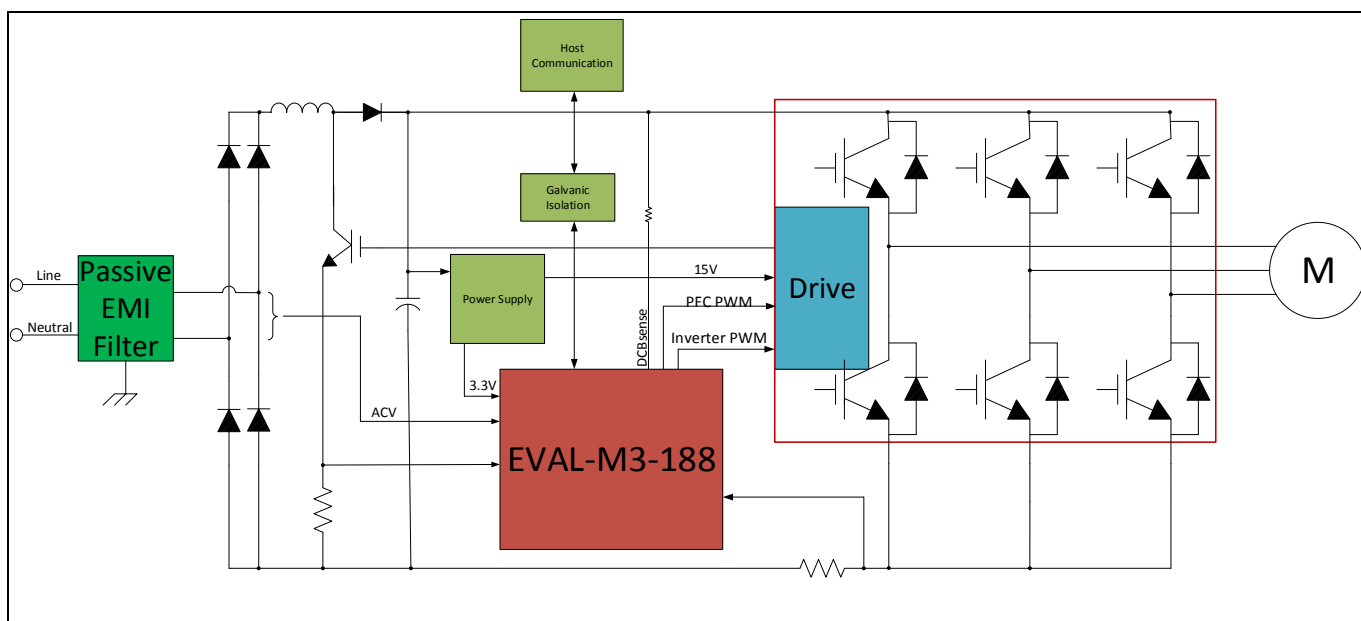 Host
Communication
Galvanic
Isolation
Line
Neutral
Passive
EMI
Filter
Power Supply
15V
PFC PWM
Inverter PWM
DCBsense
Drive
M
3.3V
ACV
EVAL-M3-188